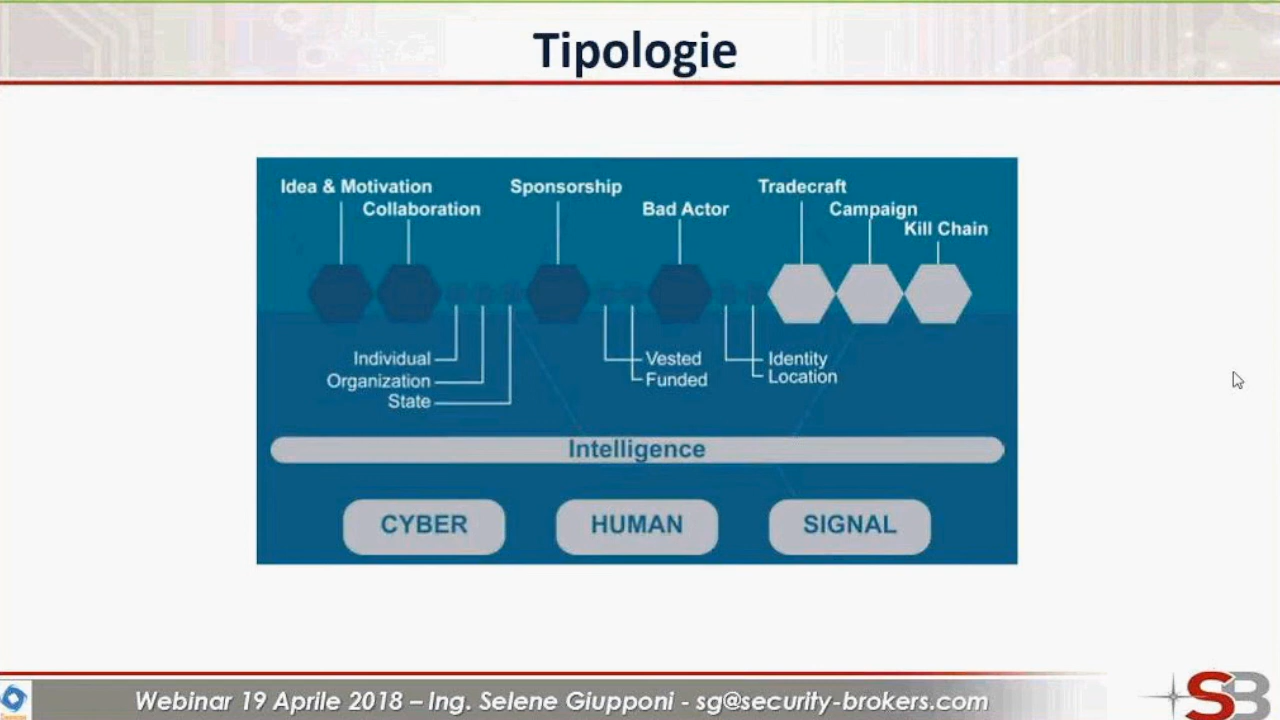 Tipologie
Idea & Motivation
Collaboration
Sponsorship
Bad Actor
Tradecraft
Campaign
Kill Chain
Individual
Organization
State
Vested
Funded
Identity
Location
Intelligence
CYBER
HUMAN
SIGNAL
Webinar 19 Aprile 2018 – Ing. Selene Giupponi - sg@security-brokers.com
SB